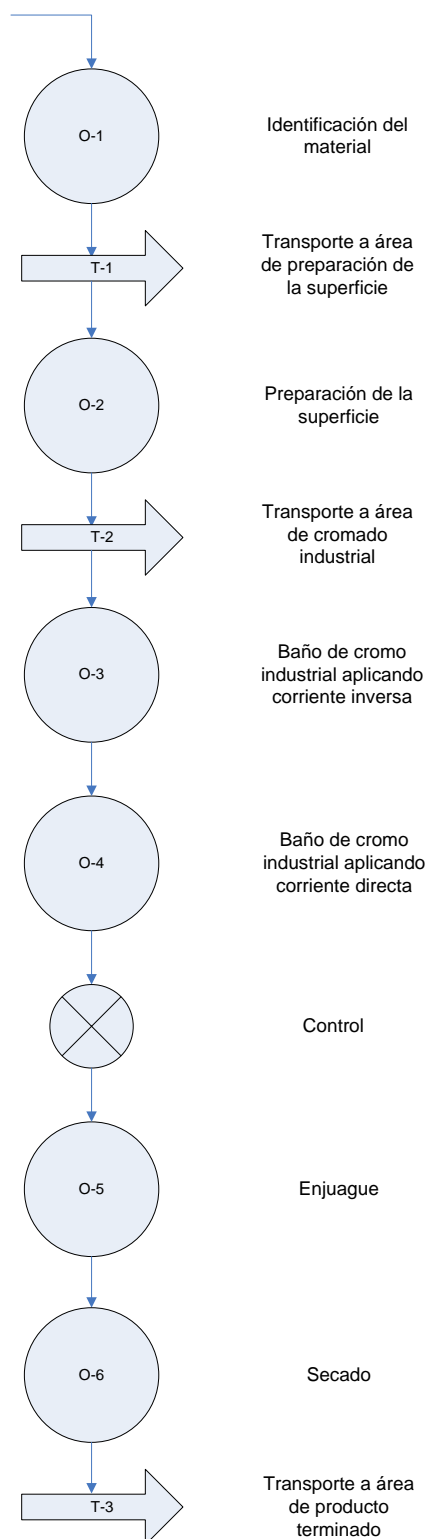 O-1
Identificación del
material
T-1
Transporte a área
de preparación de
la superficie
O-2
Preparación de la
superficie
T-2
Transporte a área
de cromado
industrial
O-3
Baño de cromo
industrial aplicando
corriente inversa
O-4
Baño de cromo
industrial aplicando
corriente directa
Control
O-5
Enjuague
O-6
Secado
T-3
Transporte a área
de producto
terminado